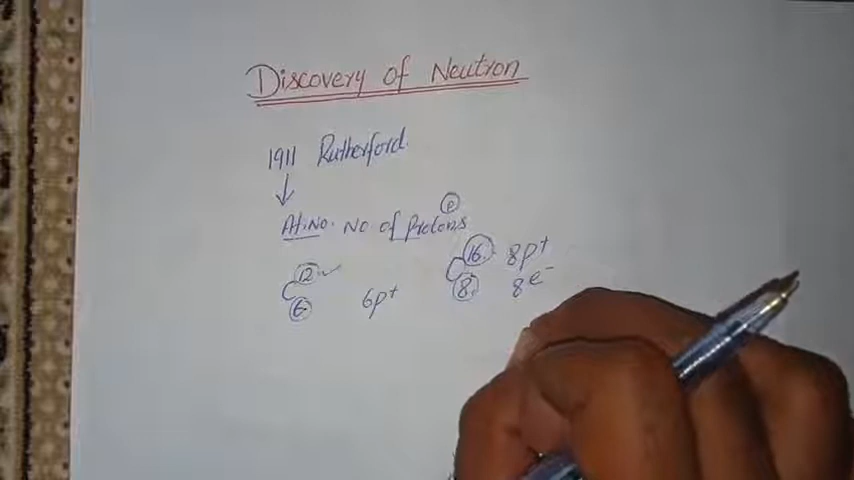 Discovery of Neutron
1911 Rutherford.
At.No. No of Protons
p
C 12 6 6p+
C 16 8 8p+ 8e-